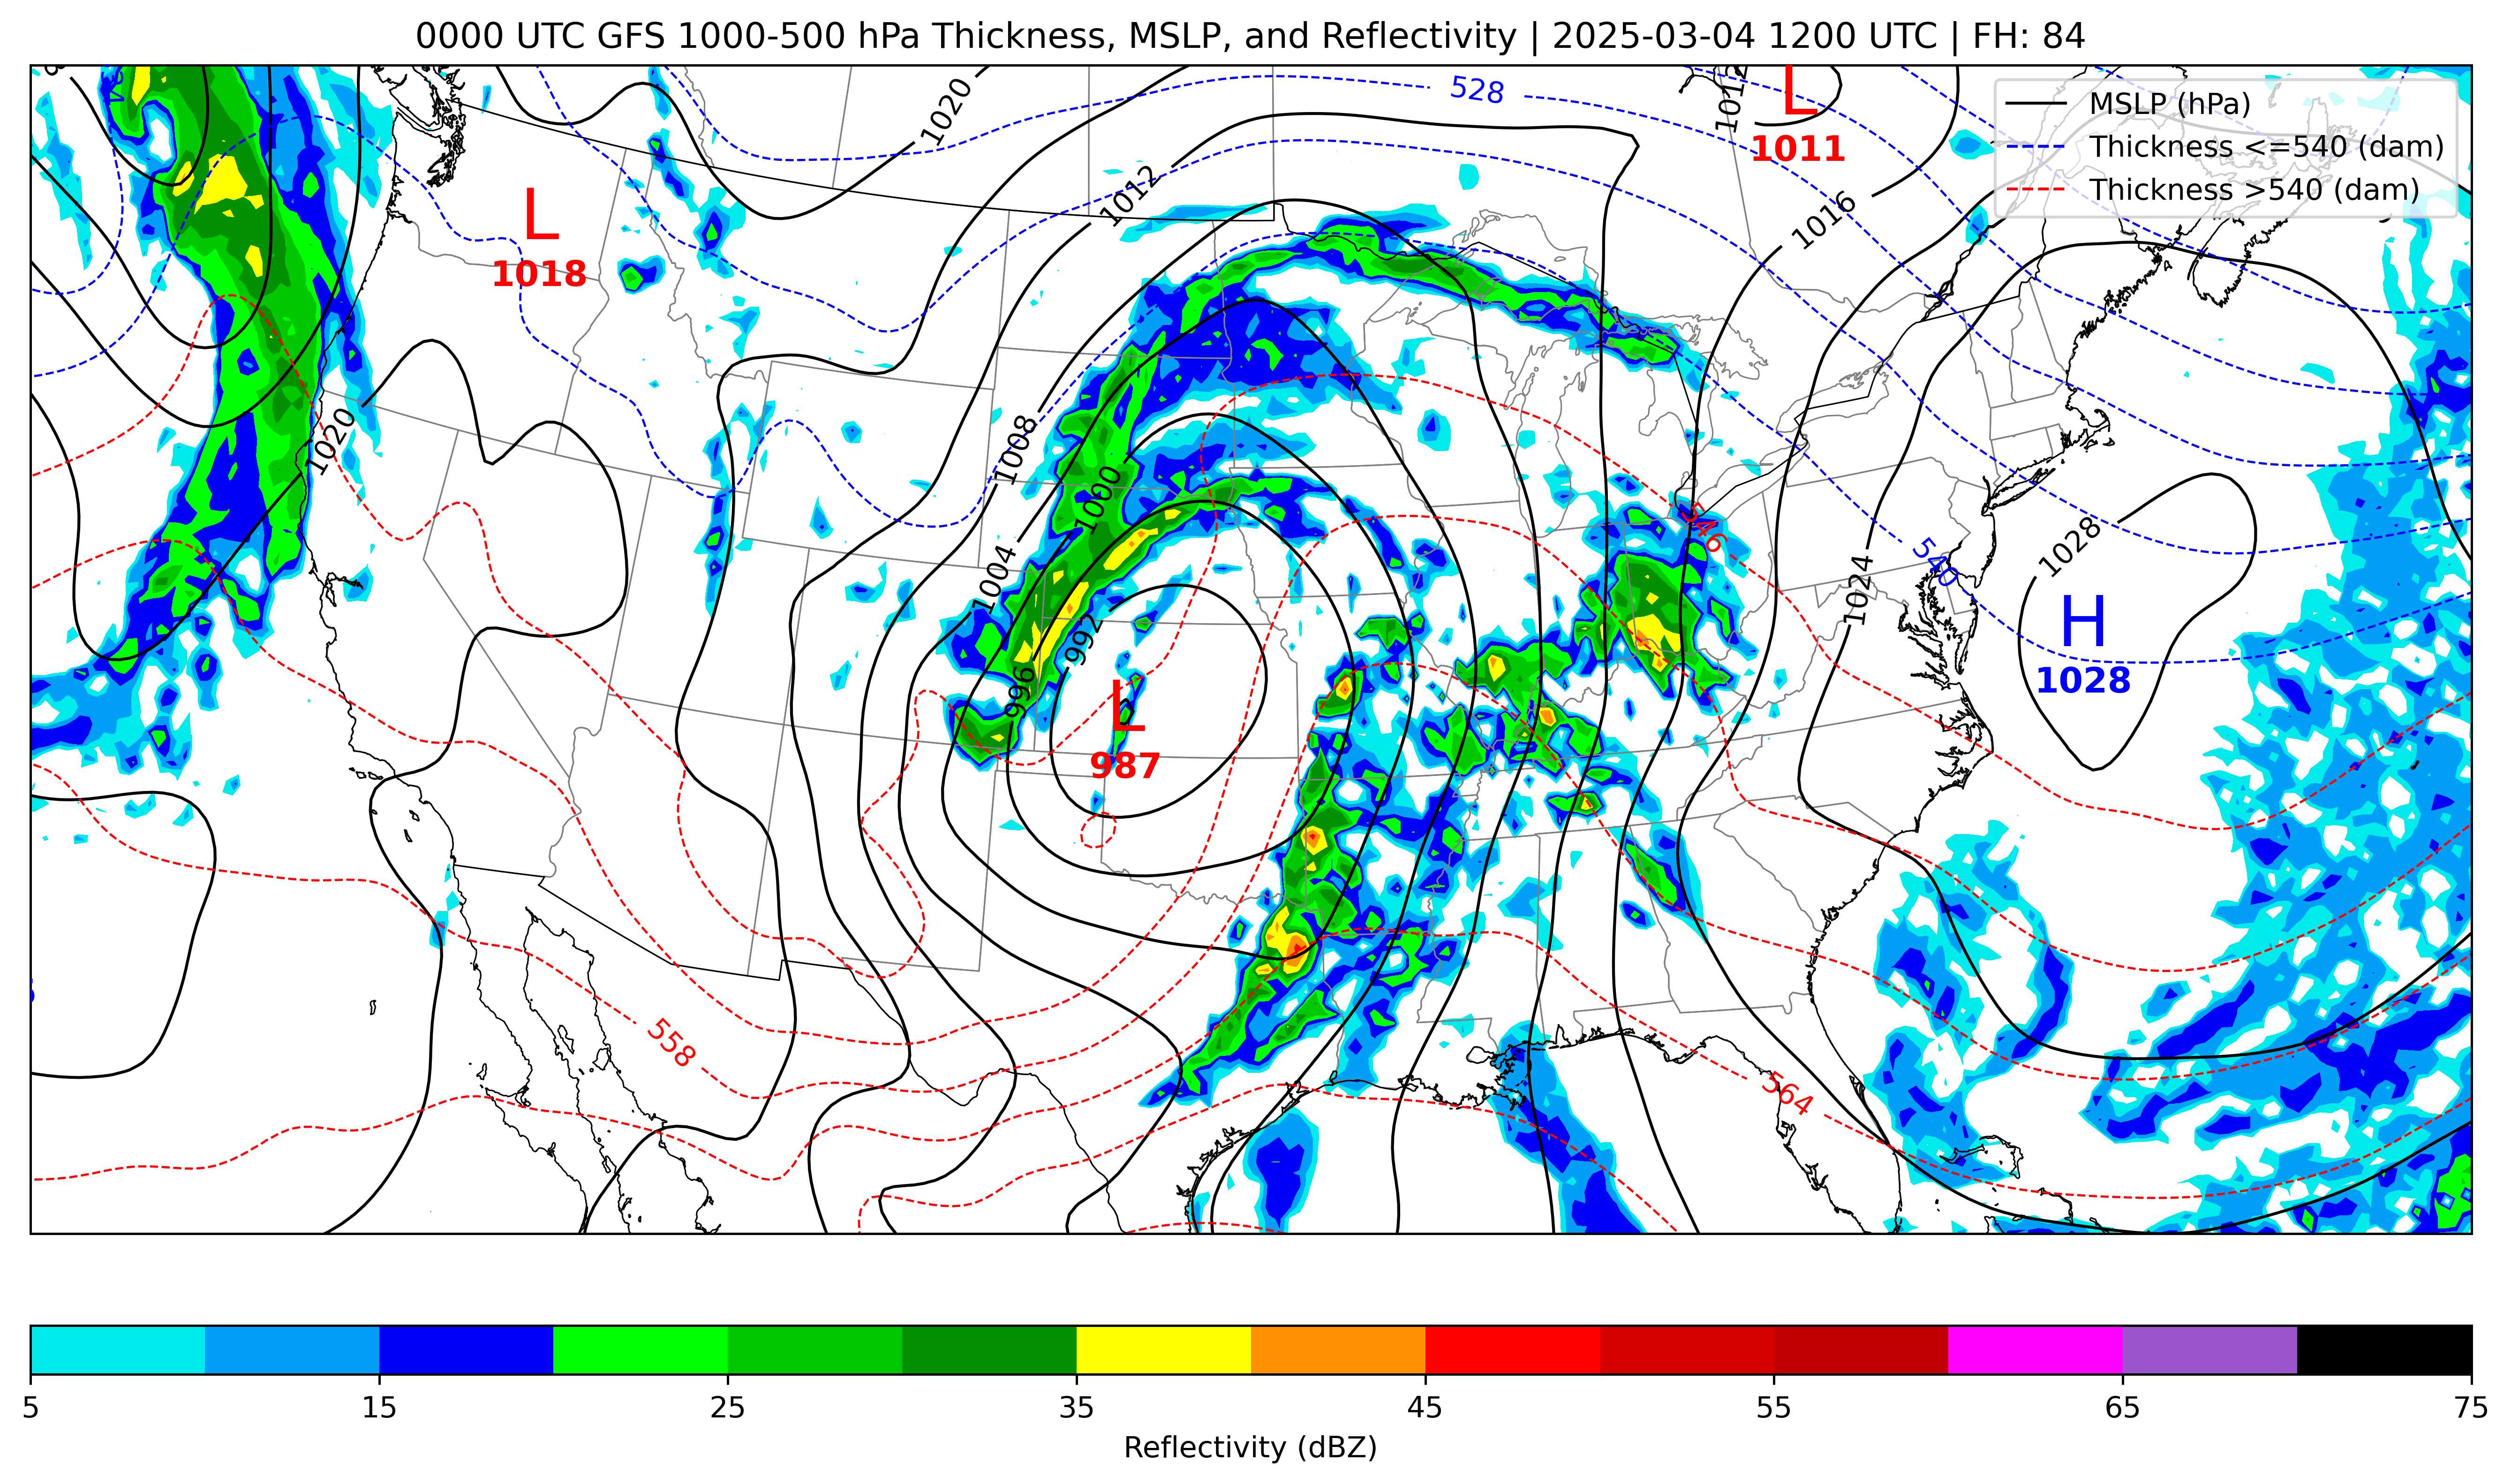 0000 UTC GFS 1000-500 hPa Thickness, MSLP, and Reflectivity | 2025-03-04 1200 UTC | FH: 84
MSLP (hPa)
Thickness <=540 (dam)
Thickness >540 (dam)
528
1020
1012
1012
L
1011
1016
L
1018
1020
1008
1000
1004
992
996
L
987
546
540
1024
1028
H
1028
558
564
5 15 25 35 45 55 65 75
Reflectivity (dBZ)